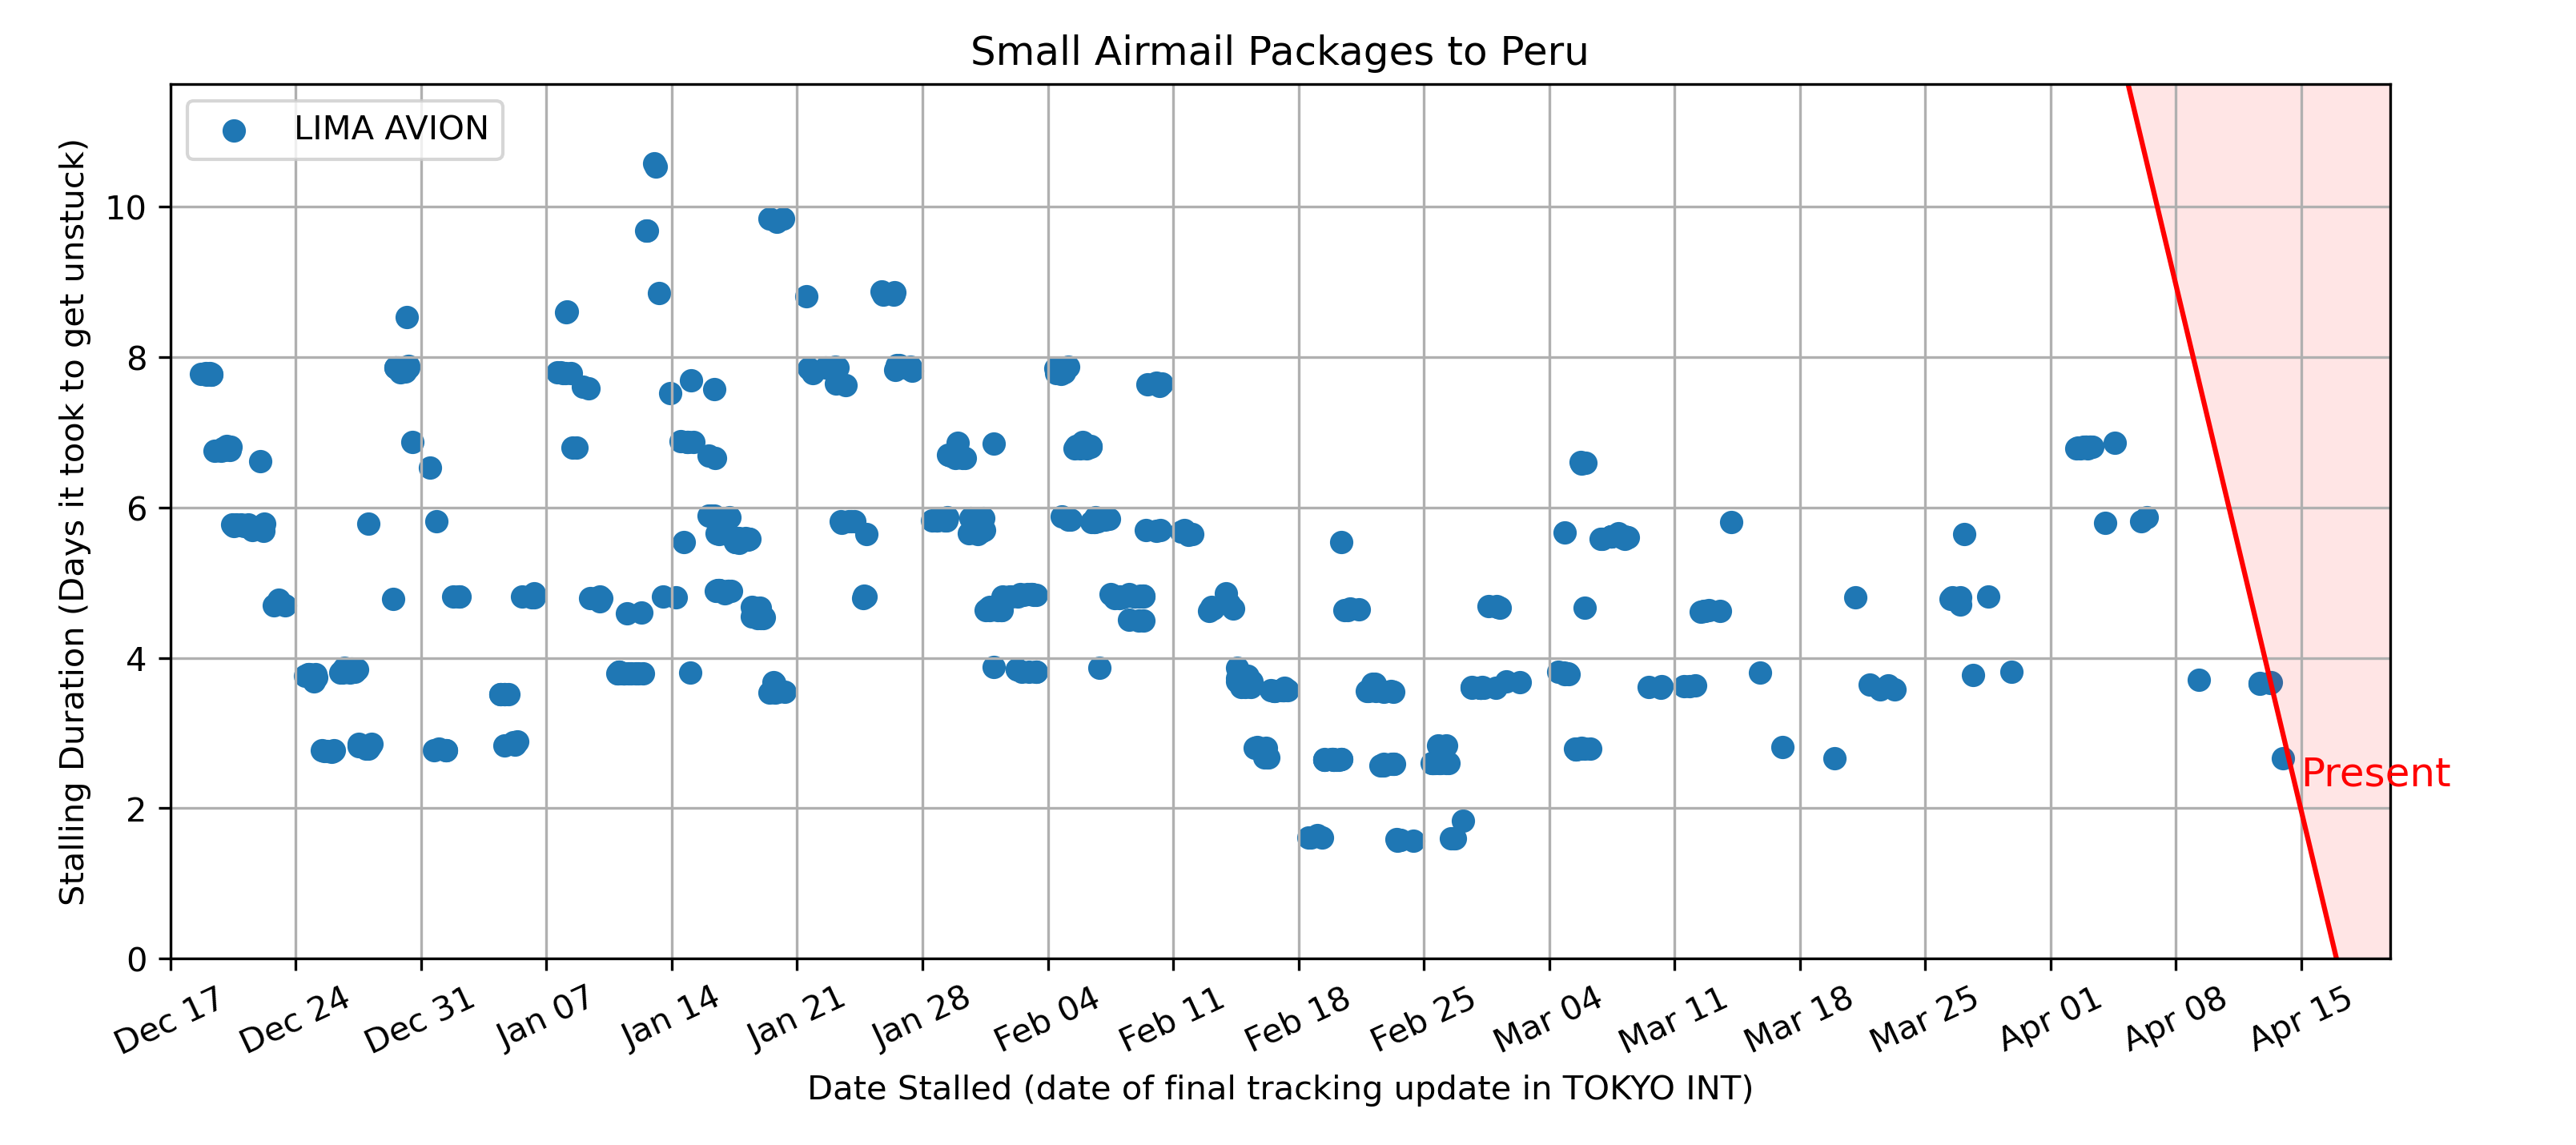 Small Airmail Packages to Peru
LIMA AVION
Stalling Duration (Days it took to get unstuck)
10
8
6
4
2
0
Present
Dec 17
Dec 24
Dec 31
Jan 07
Jan 14
Jan 21
Jan 28
Feb 04
Feb 11
Feb 18
Feb 25
Mar 04
Mar 11
Mar 18
Mar 25
Apr 01
Apr 08
Apr 15
Date Stalled (date of final tracking update in TOKYO INT)